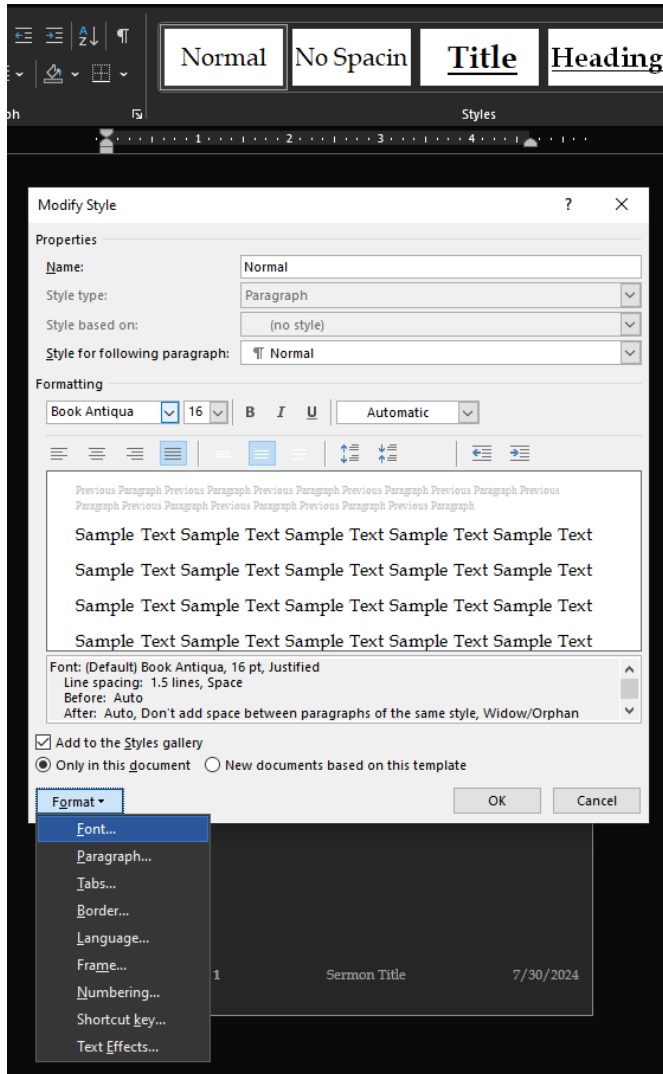 A
Z
¶
Normal
No Spacin
Title
Heading
ph
Styles
1 2 3 4
Modify Style
?
Properties
Name: Normal
Style type: Paragraph
Style based on: (no style)
Style for following paragraph: ¶ Normal
Formatting
Book Antiqua 16 B I U Automatic
Previous Paragraph Previous Paragraph Previous Paragraph Previous Paragraph Previous Paragraph Previous
Paragraph Previous Paragraph Previous Paragraph Previous Paragraph Previous Paragraph
Sample Text Sample Text Sample Text Sample Text Sample Text
Sample Text Sample Text Sample Text Sample Text Sample Text
Sample Text Sample Text Sample Text Sample Text Sample Text
Sample Text Sample Text Sample Text Sample Text Sample Text
Font: (Default) Book Antiqua, 16 pt, Justified
Line spacing: 1.5 lines, Space
Before: Auto
After: Auto, Don't add space between paragraphs of the same style, Widow/Orphan
Add to the Styles gallery
Only in this document New documents based on this template
Format OK Cancel
Font...
Paragraph...
Tabs...
Border...
Language...
Frame...
Numbering...
Shortcut key...
Text Effects...
1 Sermon Title 7/30/2024